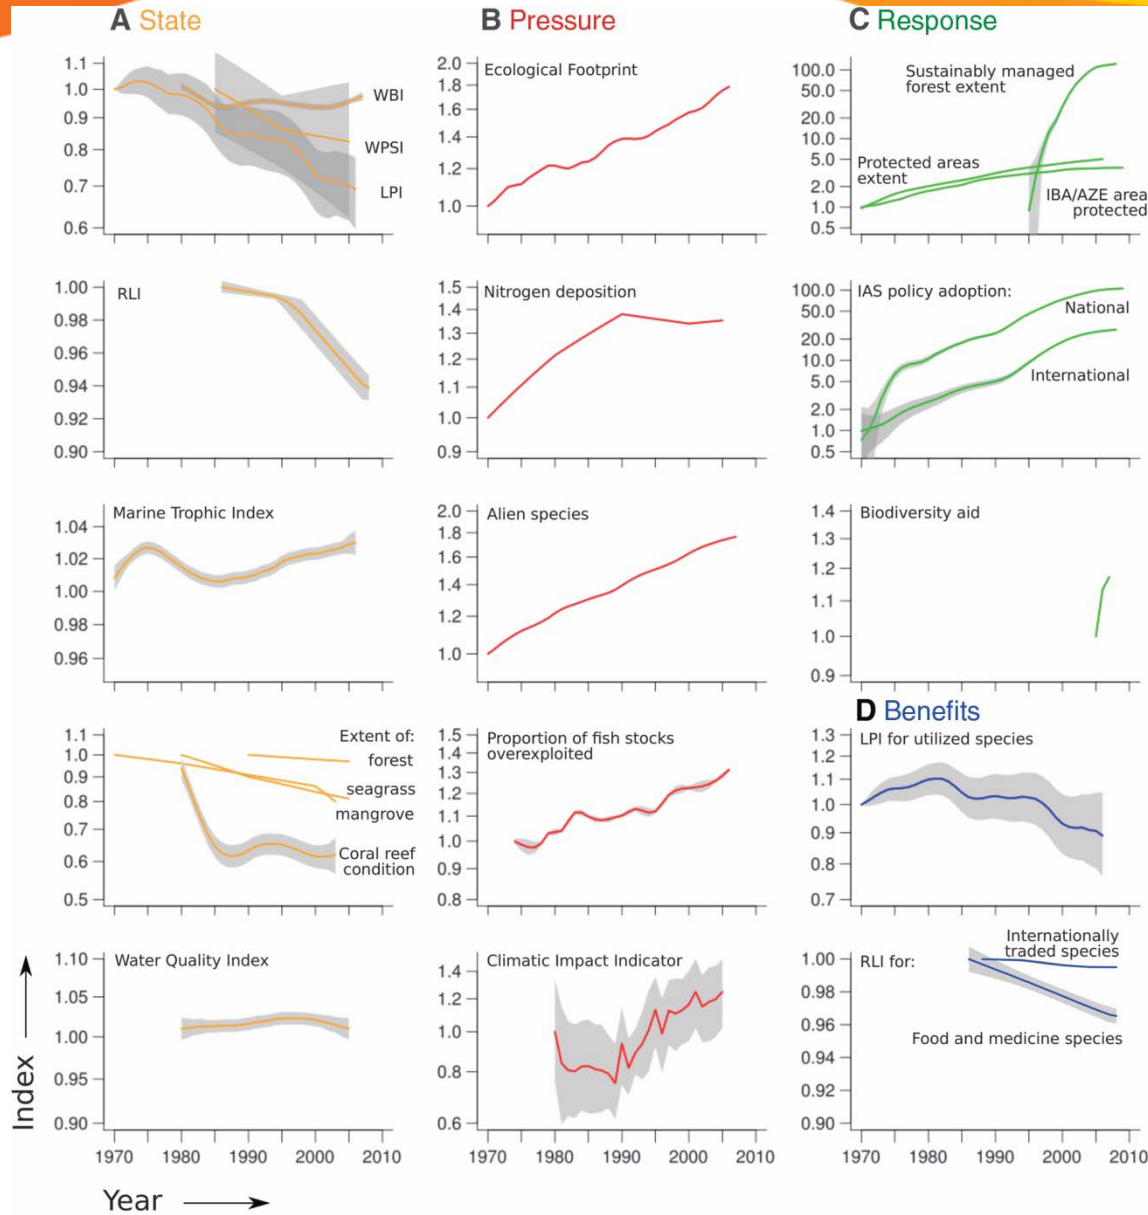 A State
1.1
1.0
0.9
0.8
0.7
0.6
WBI
WPSI
LPI
1.00
0.98
0.96
0.94
0.92
0.90
RLI
1.04
1.02
1.00
0.98
0.96
Marine Trophic Index
1.1
1.0
0.9
0.8
0.7
0.6
0.5
Extent of:
forest
seagrass
mangrove
Coral reef
condition
1.10
1.05
1.00
0.95
0.90
Water Quality Index
1970 1980 1990 2000 2010
B Pressure
2.0
1.8
1.6
1.4
1.2
1.0
Ecological Footprint
1.5
1.4
1.3
1.2
1.1
1.0
0.9
Nitrogen deposition
2.0
1.8
1.6
1.4
1.2
1.0
Alien species
1.5
1.4
1.3
1.2
1.1
1.0
0.9
0.8
Proportion of fish stocks
overexploited
1.4
1.2
1.0
0.8
0.6
Climatic Impact Indicator
1970 1980 1990 2000 2010
C Response
100.0
50.0
20.0
10.0
5.0
2.0
1.0
0.5
Sustainably managed
forest extent
Protected areas
extent
IBA/AZE area
protected
100.0
50.0
20.0
10.0
5.0
2.0
1.0
0.5
IAS policy adoption:
National
International
1.4
1.3
1.2
1.1
1.0
0.9
Biodiversity aid
D Benefits
1.3
1.2
1.1
1.0
0.9
0.8
0.7
LPI for utilized species
1.00
0.98
0.96
0.94
0.92
0.90
RLI for:
Internationally
traded species
Food and medicine species
1970 1980 1990 2000 2010
Index
Year